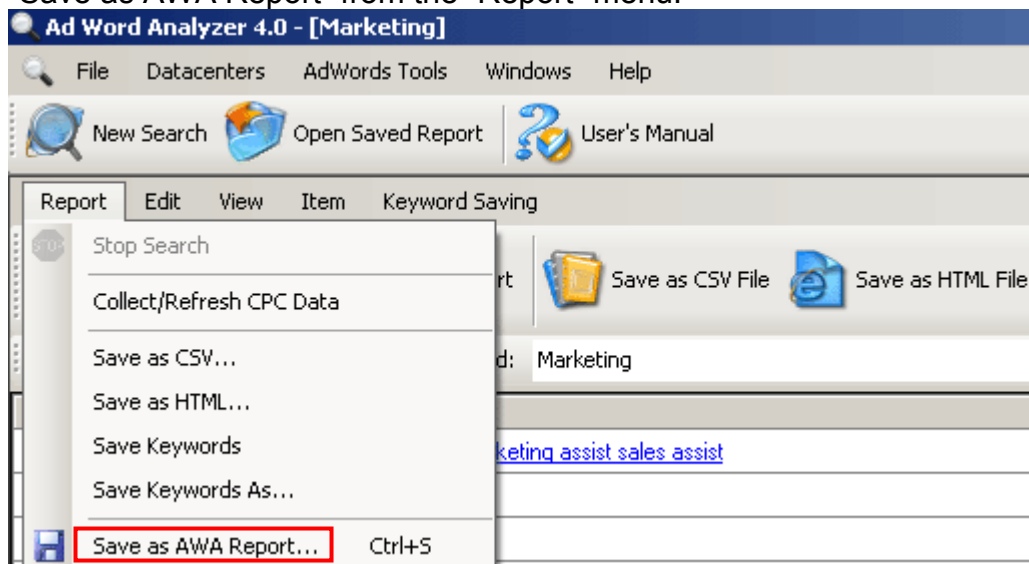 "Save as AWA Report" from the "Report" menu.
Ad Word Analyzer 4.0 - [Marketing]
File Datacenters AdWords Tools Windows Help
New Search Open Saved Report User's Manual
Report Edit View Item Keyword Saving
STOP Stop Search
rt Save as CSV File Save as HTML File
Collect/Refresh CPC Data
Save as CSV... d: Marketing
Save as HTML...
Save Keywords keting assist sales assist
Save Keywords As...
Save as AWA Report... Ctrl+S